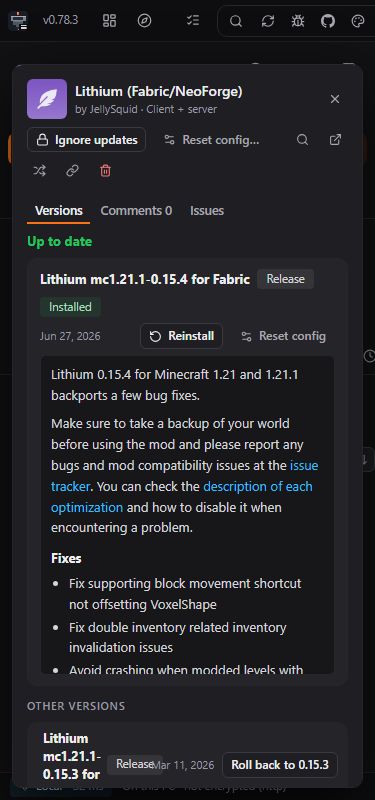 v0.78.3
Lithium (Fabric/NeoForge)
by JellySquid · Client + server
Ignore updates
Reset config...
Versions
Comments 0
Issues
Up to date
Lithium mc1.21.1-0.15.4 for Fabric
Release
Installed
Jun 27, 2026
Reinstall
Reset config
Lithium 0.15.4 for Minecraft 1.21 and 1.21.1
backports a few bug fixes.
Make sure to take a backup of your world
before using the mod and please report any
bugs and mod compatibility issues at the issue
tracker. You can check the description of each
optimization and how to disable it when
encountering a problem.
Fixes
• Fix supporting block movement shortcut
not offsetting VoxelShape
• Fix double inventory related inventory
invalidation issues
• Avoid crashing when modded levels with
OTHER VERSIONS
Lithium
mc1.21.1-
0.15.3 for
Release
Mar 11, 2026
Roll back to 0.15.3